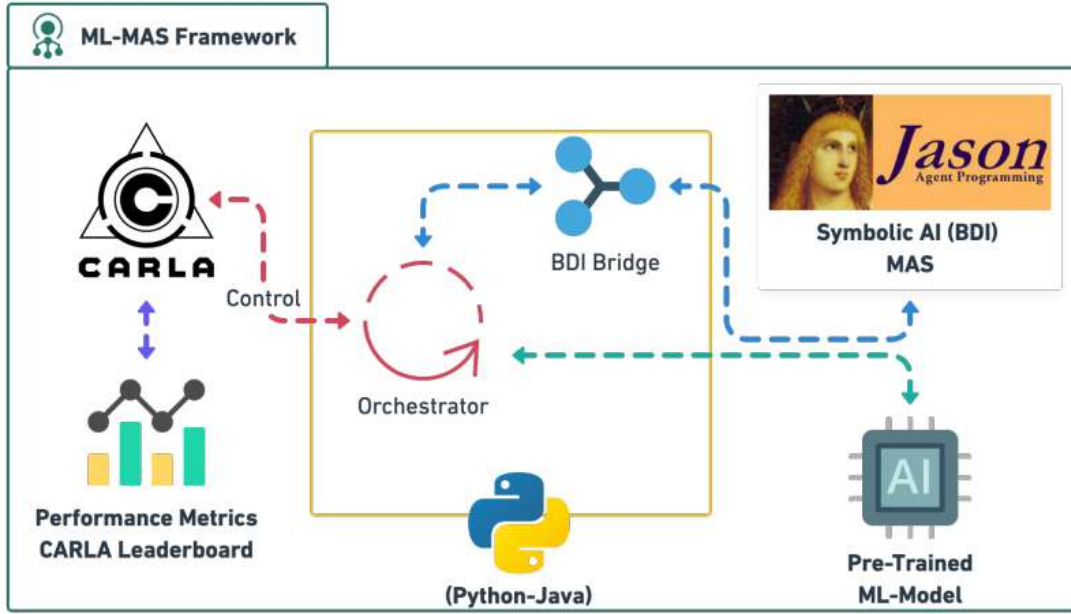 ML-MAS Framework
CARLA
Control
Performance Metrics
CARLA Leaderboard
Orchestrator
BDI Bridge
(Python-Java)
Jason
Agent Programming
Symbolic AI (BDI)
MAS
AI
Pre-Trained
ML-Model